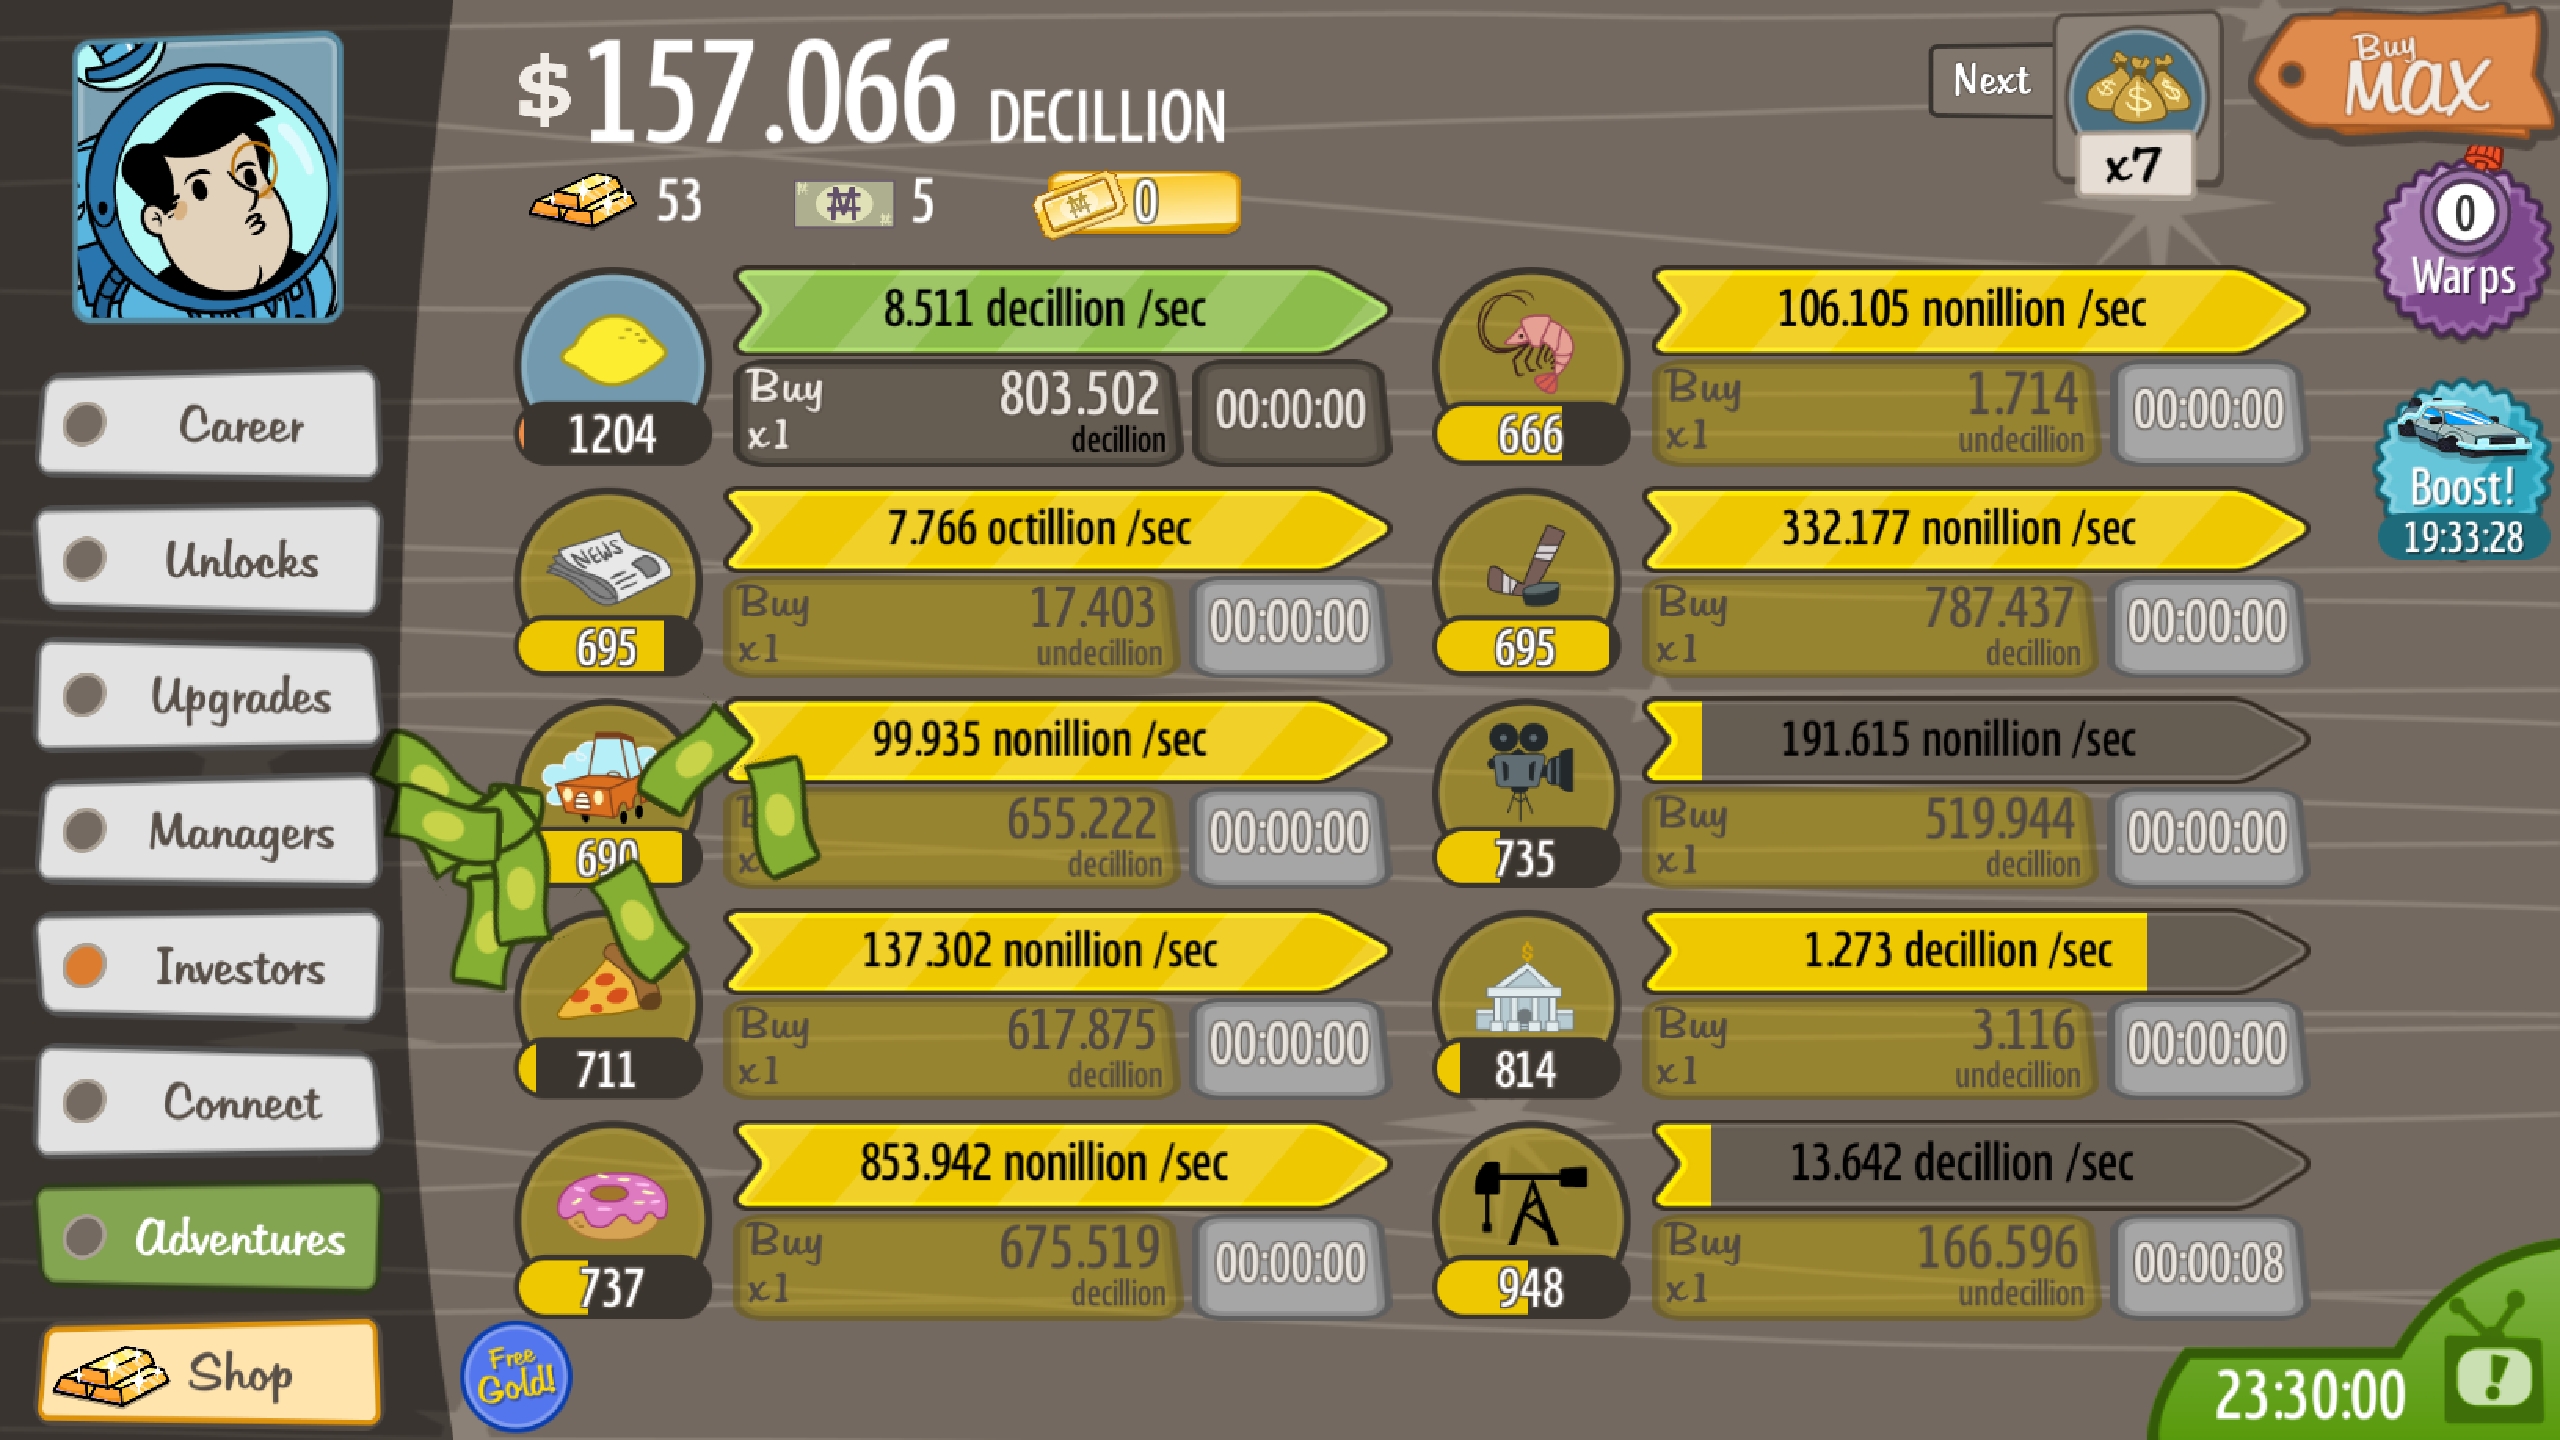 $157.066 DECILLION
53
5
0
Next
x7
Buy
MAX
0
Warps
Boost!
19:33:28
Career
Unlocks
Upgrades
Managers
Investors
Connect
Adventures
Shop
8.511 decillion /sec
1204
Buy
x1
803.502
decillion
00:00:00
106.105 nonillion /sec
666
Buy
x1
1.714
undecillion
00:00:00
NEWS
7.766 octillion /sec
695
Buy
x1
17.403
undecillion
00:00:00
332.177 nonillion /sec
695
Buy
x1
787.437
decillion
00:00:00
99.935 nonillion /sec
690
655.222
decillion
00:00:00
191.615 nonillion /sec
735
Buy
x1
519.944
decillion
00:00:00
137.302 nonillion /sec
711
Buy
x1
617.875
decillion
00:00:00
1.273 decillion /sec
814
Buy
x1
3.116
undecillion
00:00:00
853.942 nonillion /sec
737
Buy
x1
675.519
decillion
00:00:00
13.642 decillion /sec
948
Buy
x1
166.596
undecillion
00:00:08
Free
Gold!
23:30:00